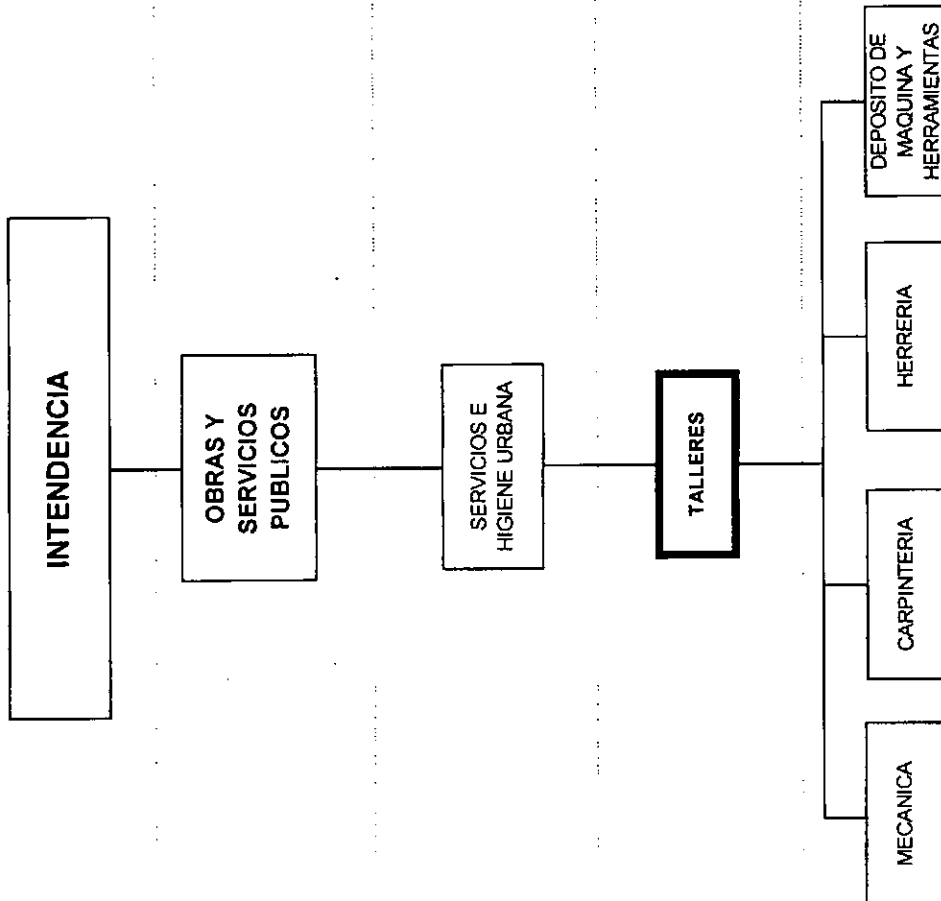 INTENDENCIA
OBRAS Y
SERVICIOS
PUBLICOS
SERVICIOS E
HIGIENE URBANA
TALLERES
MECANICA
CARPINTERIA
HERRERIA
DEPOSITO DE
MAQUINA Y
HERRAMIENTAS